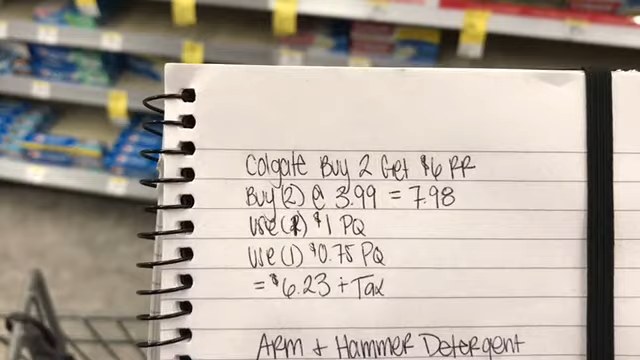 Colgate Buy 2 Get $6 RR
Buy (2) @ 3.99 = 7.98
use (1) $1 PQ
use (1) $0.75 PQ
= $6.23 + Tax
ARM + HAMMER DETERGENT